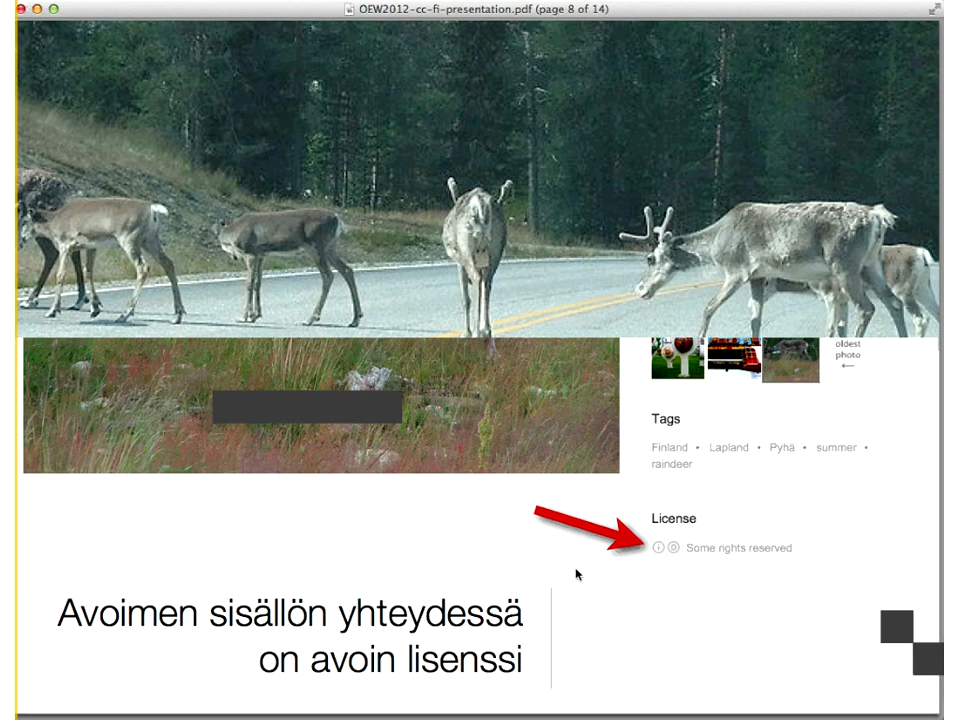 OEW2012-cc-fi-presentation.pdf (page 8 of 14)
oldest
photo
←
Tags
Finland • Lapland • Pyhä • summer •
raindeer
License
Some rights reserved
Avoimen sisällön yhteydessä
on avoin lisenssi